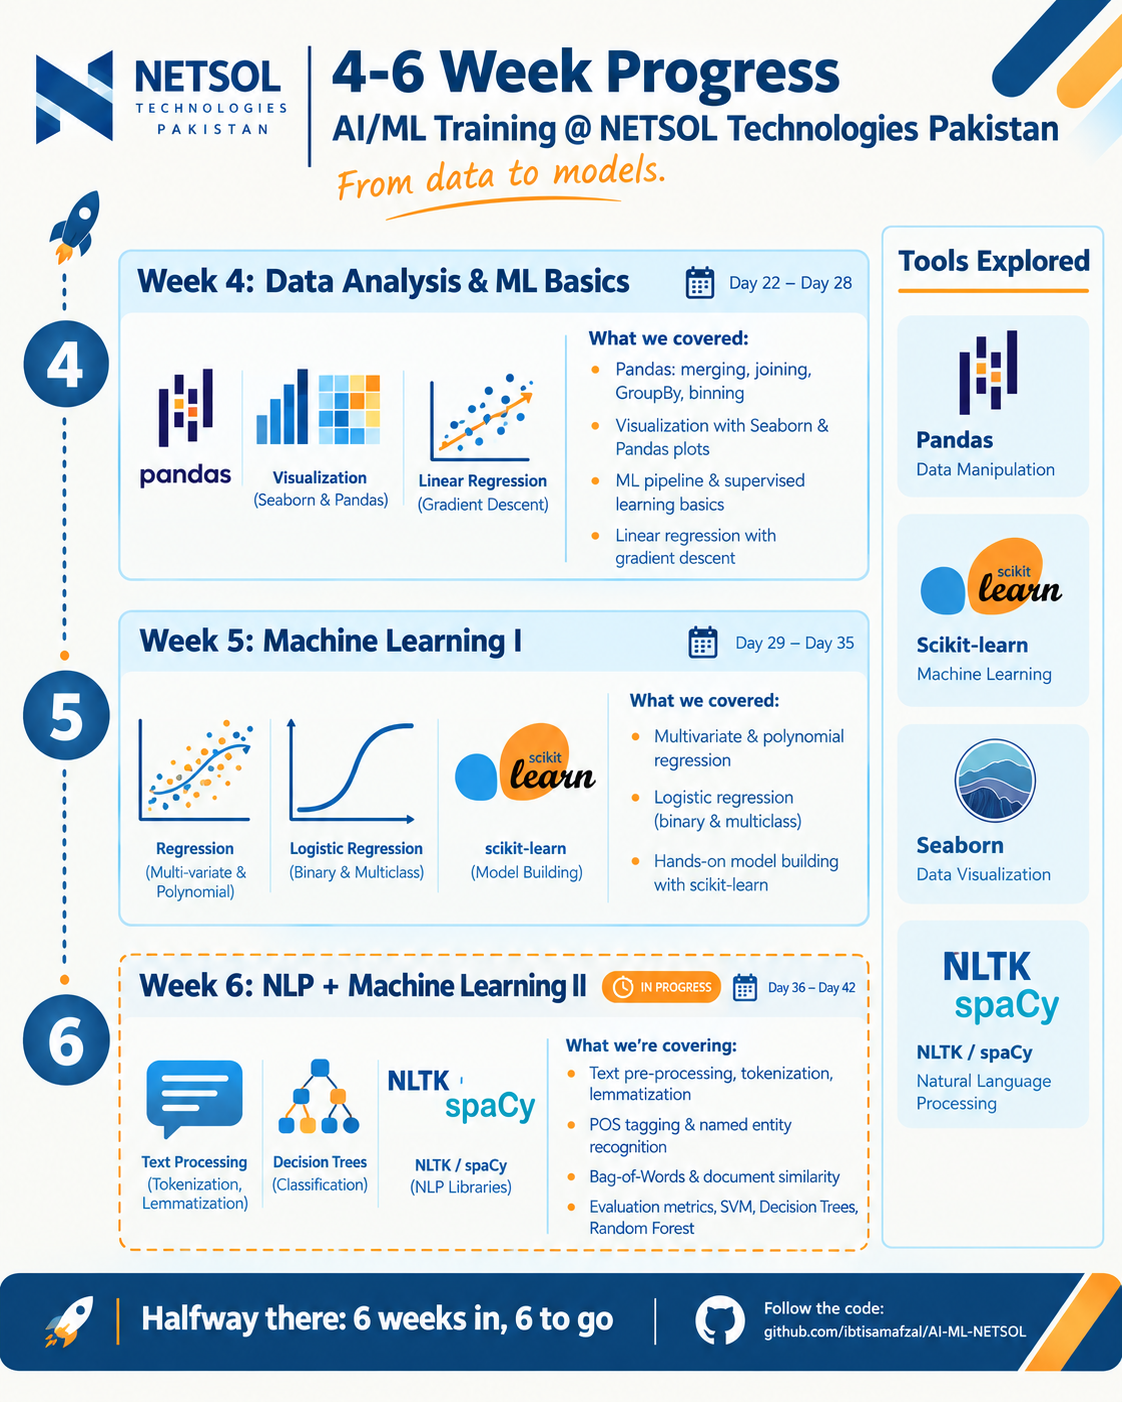 NETSOL
TECHNOLOGIES
PAKISTAN
4-6 Week Progress
AI/ML Training @ NETSOL Technologies Pakistan
From data to models.
4
Week 4: Data Analysis & ML Basics
Day 22 – Day 28
pandas
Visualization
(Seaborn & Pandas)
Linear Regression
(Gradient Descent)
What we covered:
Pandas: merging, joining,
GroupBy, binning
Visualization with Seaborn &
Pandas plots
ML pipeline & supervised
learning basics
Linear regression with
gradient descent
5
Week 5: Machine Learning I
Day 29 – Day 35
Regression
(Multi-variate &
Polynomial)
Logistic Regression
(Binary & Multiclass)
scikit
learn
scikit-learn
(Model Building)
What we covered:
Multivariate & polynomial
regression
Logistic regression
(binary & multiclass)
Hands-on model building
with scikit-learn
6
Week 6: NLP + Machine Learning II
IN PROGRESS
Day 36 – Day 42
Text Processing
(Tokenization,
Lemmatization)
Decision Trees
(Classification)
NLTK
spaCy
NLTK / spaCy
(NLP Libraries)
What we're covering:
Text pre-processing, tokenization,
lemmatization
POS tagging & named entity
recognition
Bag-of-Words & document similarity
Evaluation metrics, SVM, Decision Trees,
Random Forest
Tools Explored
Pandas
Data Manipulation
scikit
learn
Scikit-learn
Machine Learning
Seaborn
Data Visualization
NLTK
spaCy
NLTK / spaCy
Natural Language
Processing
Halfway there: 6 weeks in, 6 to go
Follow the code:
github.com/ibtisamafzal/AI-ML-NETSOL